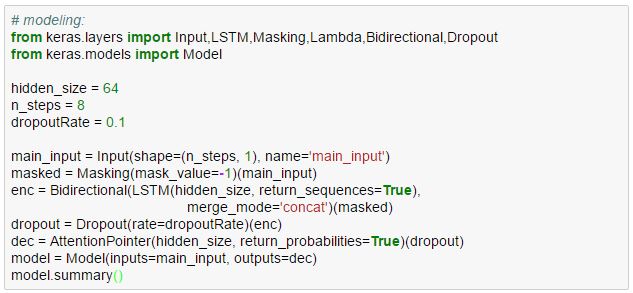 # modeling:
from keras.layers import Input,LSTM,Masking,Lambda,Bidirectional,Dropout
from keras.models import Model
hidden_size = 64
n_steps = 8
dropoutRate = 0.1
main_input = Input(shape=(n_steps, 1), name='main_input')
masked = Masking(mask_value=-1)(main_input)
enc = Bidirectional(LSTM(hidden_size, return_sequences=True),
merge_mode='concat')(masked)
dropout = Dropout(rate=dropoutRate)(enc)
dec = AttentionPointer(hidden_size, return_probabilities=True)(dropout)
model = Model(inputs=main_input, outputs=dec)
model.summary()